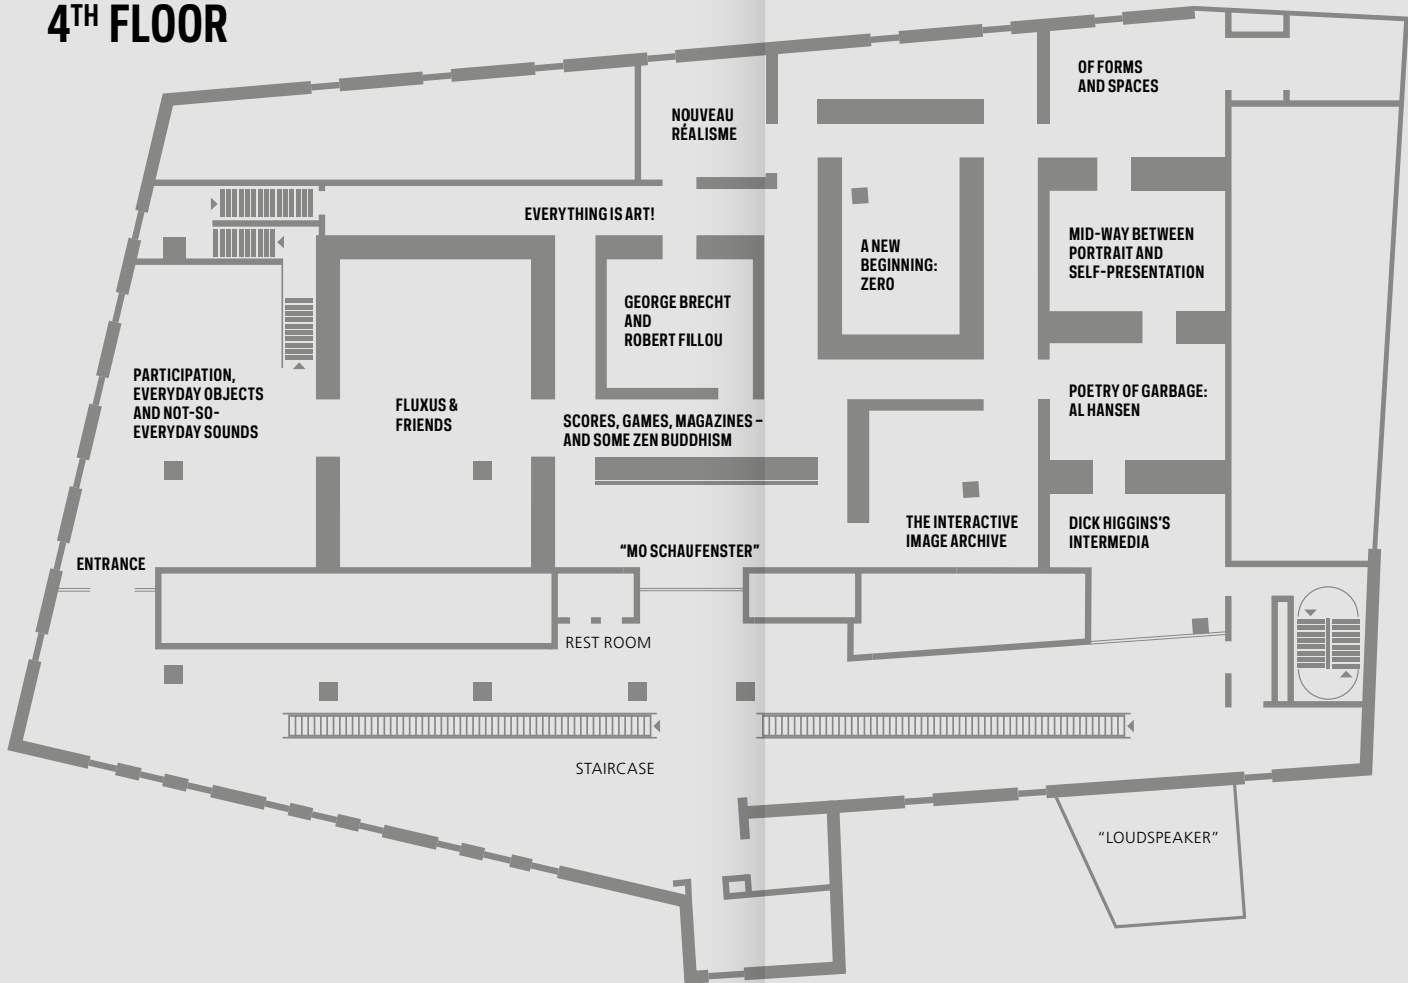 4TH FLOOR
OF FORMS
AND SPACES
NOUVEAU
RÉALISME
EVERYTHING IS ART!
A NEW
BEGINNING:
ZERO
MID-WAY BETWEEN
PORTRAIT AND
SELF-PRESENTATION
GEORGE BRECHT
AND
ROBERT FILLOU
PARTICIPATION,
EVERYDAY OBJECTS
AND NOT-SO-
EVERYDAY SOUNDS
FLUXUS &
FRIENDS
SCORES, GAMES, MAGAZINES –
AND SOME ZEN BUDDHISM
POETRY OF GARBAGE:
AL HANSEN
THE INTERACTIVE
IMAGE ARCHIVE
DICK HIGGINS'S
INTERMEDIA
ENTRANCE
"MO SCHAUFENSTER"
REST ROOM
STAIRCASE
"LOUDSPEAKER"